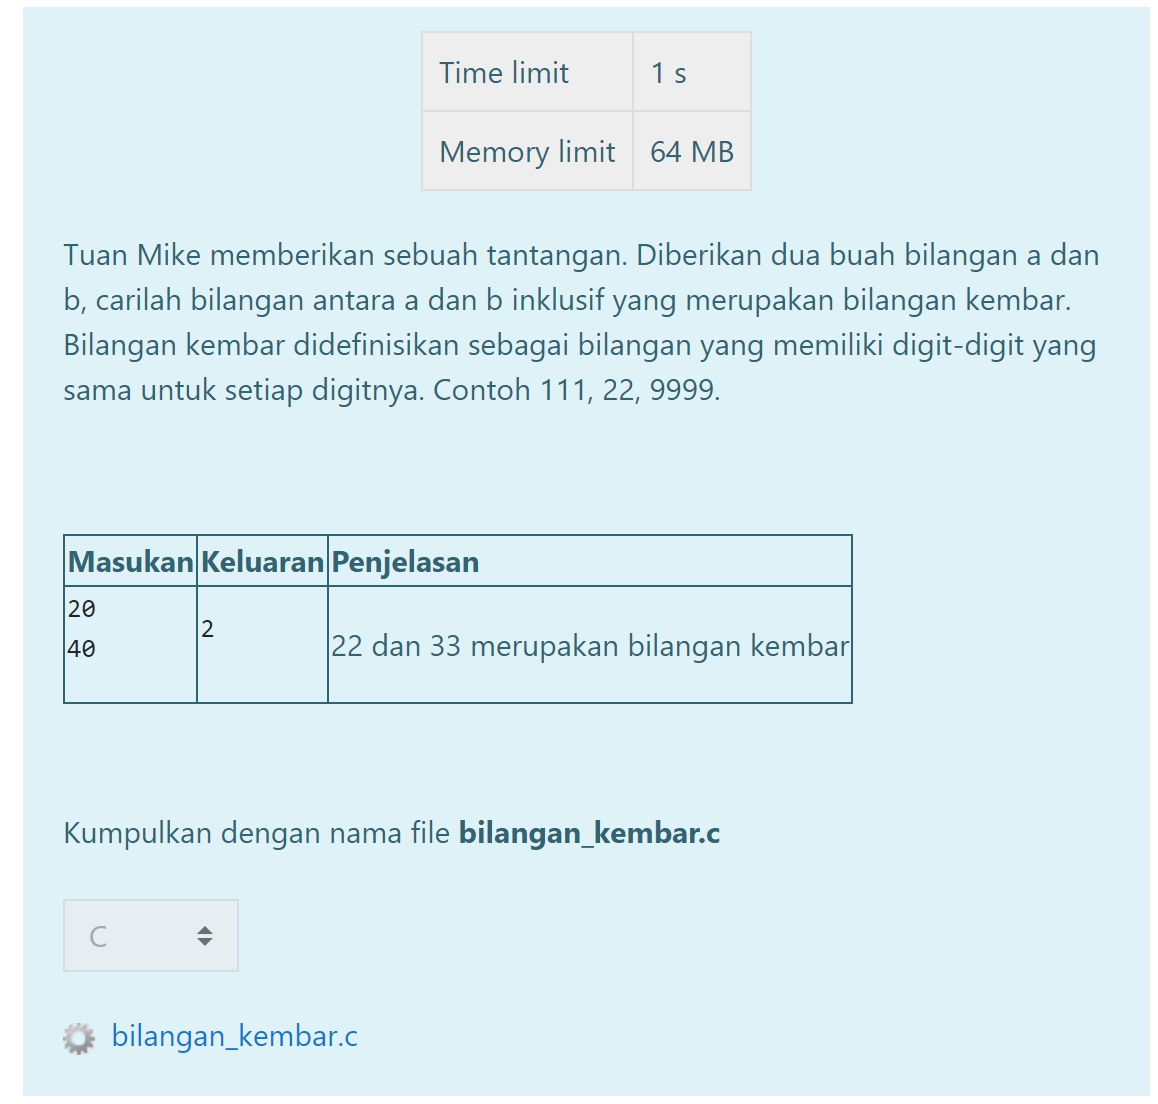 Time limit 1 s
Memory limit 64 MB
Tuan Mike memberikan sebuah tantangan. Diberikan dua buah bilangan a dan
b, carilah bilangan antara a dan b inklusif yang merupakan bilangan kembar.
Bilangan kembar didefinisikan sebagai bilangan yang memiliki digit-digit yang
sama untuk setiap digitnya. Contoh 111, 22, 9999.
Masukan Keluaran Penjelasan
20
40
2
22 dan 33 merupakan bilangan kembar
Kumpulkan dengan nama file bilangan_kembar.c
C
bilangan_kembar.c